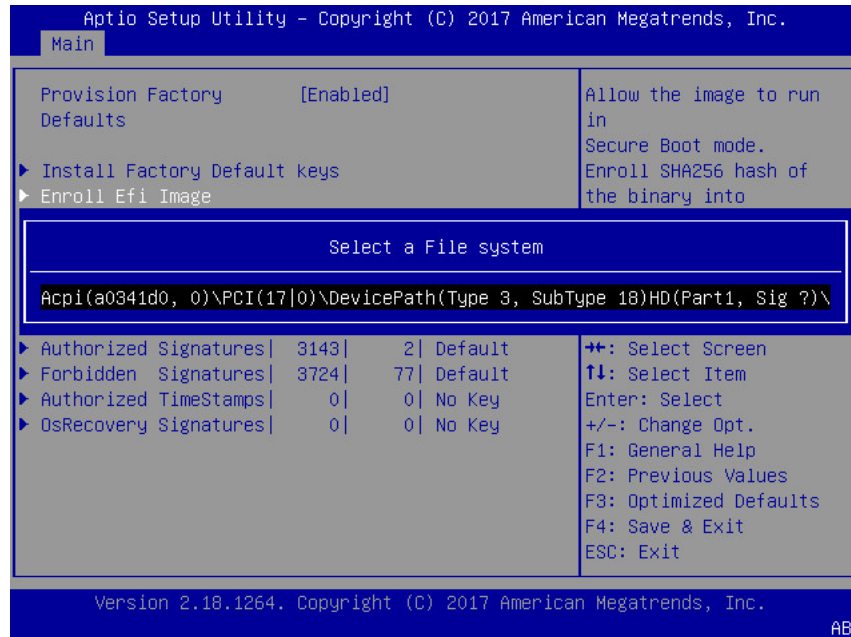 Aptio Setup Utility – Copyright (C) 2017 American Megatrends, Inc.
Main
Provision Factory [Enabled]
Defaults
Install Factory Default keys
Enroll Efi Image
Allow the image to run
in
Secure Boot mode.
Enroll SHA256 hash of
the binary into
Select a File system
Acpi(a0341d0, 0)\PCI(17|0)\DevicePath(Type 3, SubType 18)HD(Part1, Sig ?)\
Authorized Signatures| 3143| 2| Default
Forbidden Signatures| 3724| 77| Default
Authorized TimeStamps| 0| 0| No Key
OsRecovery Signatures| 0| 0| No Key
→←: Select Screen
↑↓: Select Item
Enter: Select
+/-: Change Opt.
F1: General Help
F2: Previous Values
F3: Optimized Defaults
F4: Save & Exit
ESC: Exit
Version 2.18.1264. Copyright (C) 2017 American Megatrends, Inc.
AB